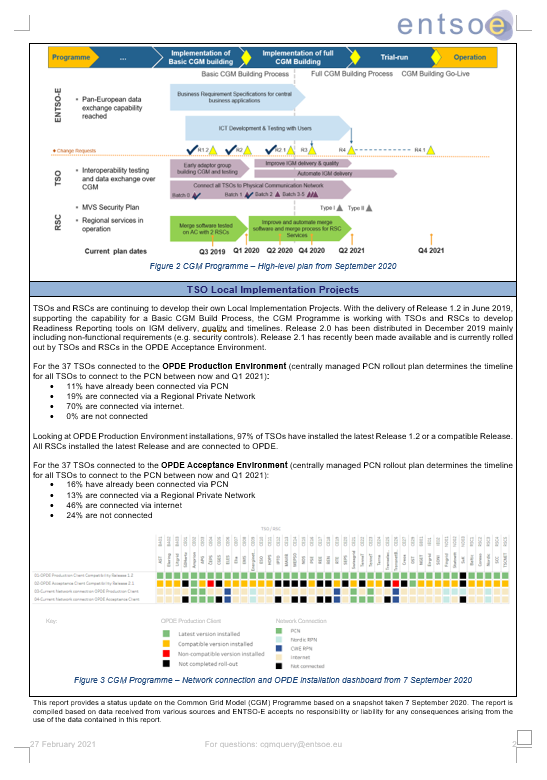 entsoe
Programme
...
Implementation of
Basic CGM building
Implementation of full
CGM Building
Trial-run
Operation
Basic CGM Building Process
Full CGM Building Process
CGM Building Go-Live
ENTSO-E
• Pan-European data
exchange capability
reached
Business Requirement Specifications for central
business applications
ICT Development & Testing with Users
R1 2
R2
R2 1
R3
R4
R4 1
Change Requests
TSO
• Interoperability testing
and data exchange over
CGM
Early adaptor group
building CGM and testing
Improve IGM delivery & quality
Automate IGM delivery
Connect all TSOs to Physical Communication Network
Batch 0
Batch 1
Batch 2
Batch 3-5
• MVS Security Plan
Type I
Type II
RSC
• Regional services in
operation
Merge software tested
on AC with 2 RSCs
Improve and automate merge
software and merge process for RSC
Services
Current plan dates
Q3 2019
Q1 2020
Q4 2020
Q2 2021
Q4 2021
Figure 2 CGM Programme – High-level plan from September 2020
TSO Local Implementation Projects
TSOs and RSCs are continuing to develop their own Local Implementation Projects. With the delivery of Release 1.2 in June 2019,
supporting the capability for a Basic CGM Build Process, the CGM Programme is working with TSOs and RSCs to develop
Readiness Reporting tools on IGM delivery, quality and timelines. Release 2.0 has been distributed in December 2019 mainly
including non-functional requirements (e.g. security controls). Release 2.1 has recently been made available and is currently rolled
out by TSOs and RSCs in the OPDE Acceptance Environment.
For the 37 TSOs connected to the OPDE Production Environment (centrally managed PCN rollout plan determines the timeline
for all TSOs to connect to the PCN between now and Q1 2021):
• 11% have already been connected via PCN
• 19% are connected via a Regional Private Network
• 70% are connected via internet.
• 0% are not connected
Looking at OPDE Production Environment installations, 97% of TSOs have installed the latest Release 1.2 or a compatible Release.
All RSCs installed the latest Release and are connected to OPDE.
For the 37 TSOs connected to the OPDE Acceptance Environment (centrally managed PCN rollout plan determines the timeline
for all TSOs to connect to the PCN between now and Q1 2021):
• 16% have already been connected via PCN
• 13% are connected via a Regional Private Network
• 46% are connected via internet
• 24% are not connected
TSO / RSC
01-OPDE Production Client Compatibility Release 1.2
02-OPDE Acceptance Client Compatibility Release 2.1
03-Current Network connection OPDE Production Client
04-Current Network connection OPDE Acceptance Client
Key:
OPDE Production Client
Latest version installed
Compatible version installed
Non-compatible version installed
Not completed roll-out
Network Connection
PCN
Nordic RPN
CWE RPN
Internet
Not connected
Figure 3 CGM Programme – Network connection and OPDE installation dashboard from 7 September 2020
This report provides a status update on the Common Grid Model (CGM) Programme based on a snapshot taken 7 September 2020. The report is
compiled based on data received from various sources and ENTSO-E accepts no responsibility or liability for any consequences arising from the
use of the data contained in this report.
27 February 2021
For questions: cgmquery@entsoe.eu
2